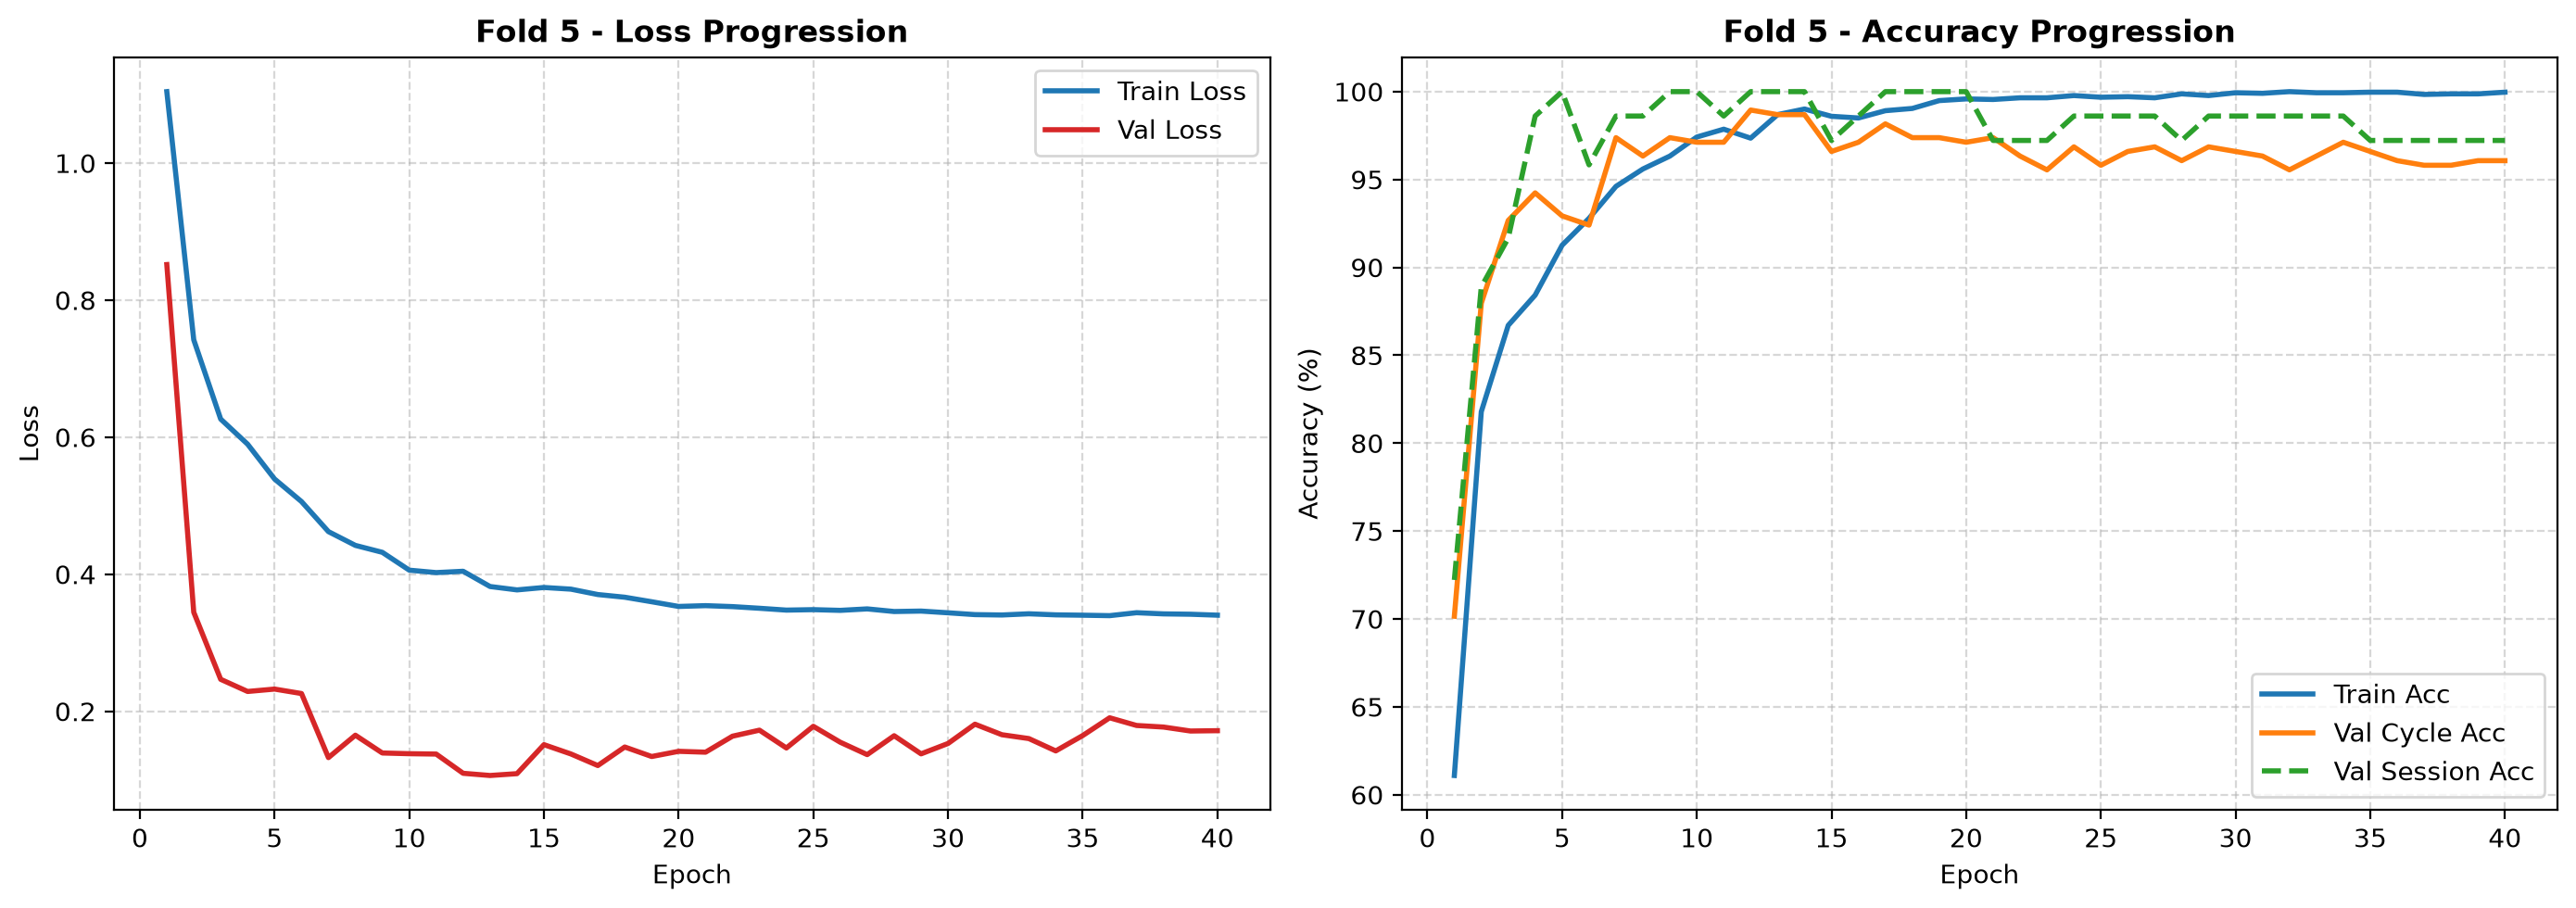 Fold 5 - Loss Progression
Train Loss
Val Loss
Loss
1.0
0.8
0.6
0.4
0.2
0 5 10 15 20 25 30 35 40
Epoch
Fold 5 - Accuracy Progression
Accuracy (%)
100
95
90
85
80
75
70
65
60
Train Acc
Val Cycle Acc
Val Session Acc
0 5 10 15 20 25 30 35 40
Epoch